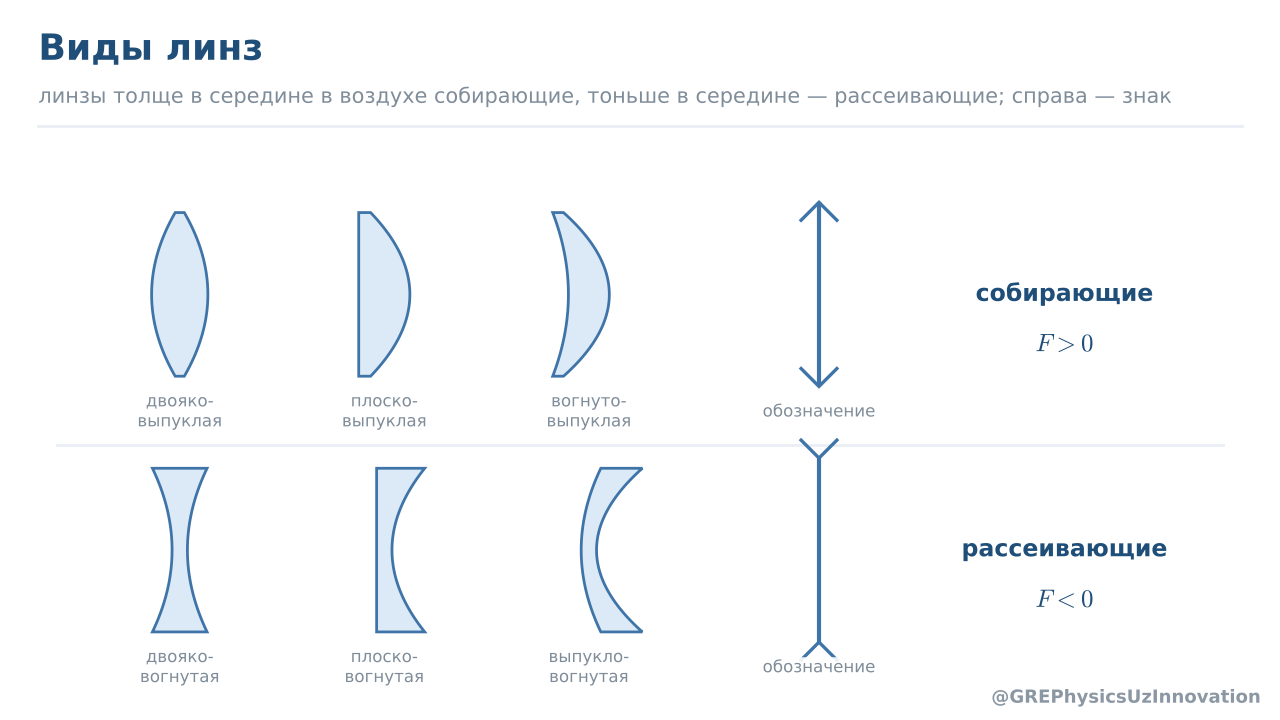 Виды линз
линзы толще в середине в воздухе собирающие, тоньше в середине — рассеивающие; справа — знак
двояко-
выпуклая
плоско-
выпуклая
вогнуто-
выпуклая
обозначение
собирающие
F > 0
двояко-
вогнутая
плоско-
вогнутая
выпукло-
вогнутая
обозначение
рассеивающие
F < 0
@GREPhysicsUzInnovation